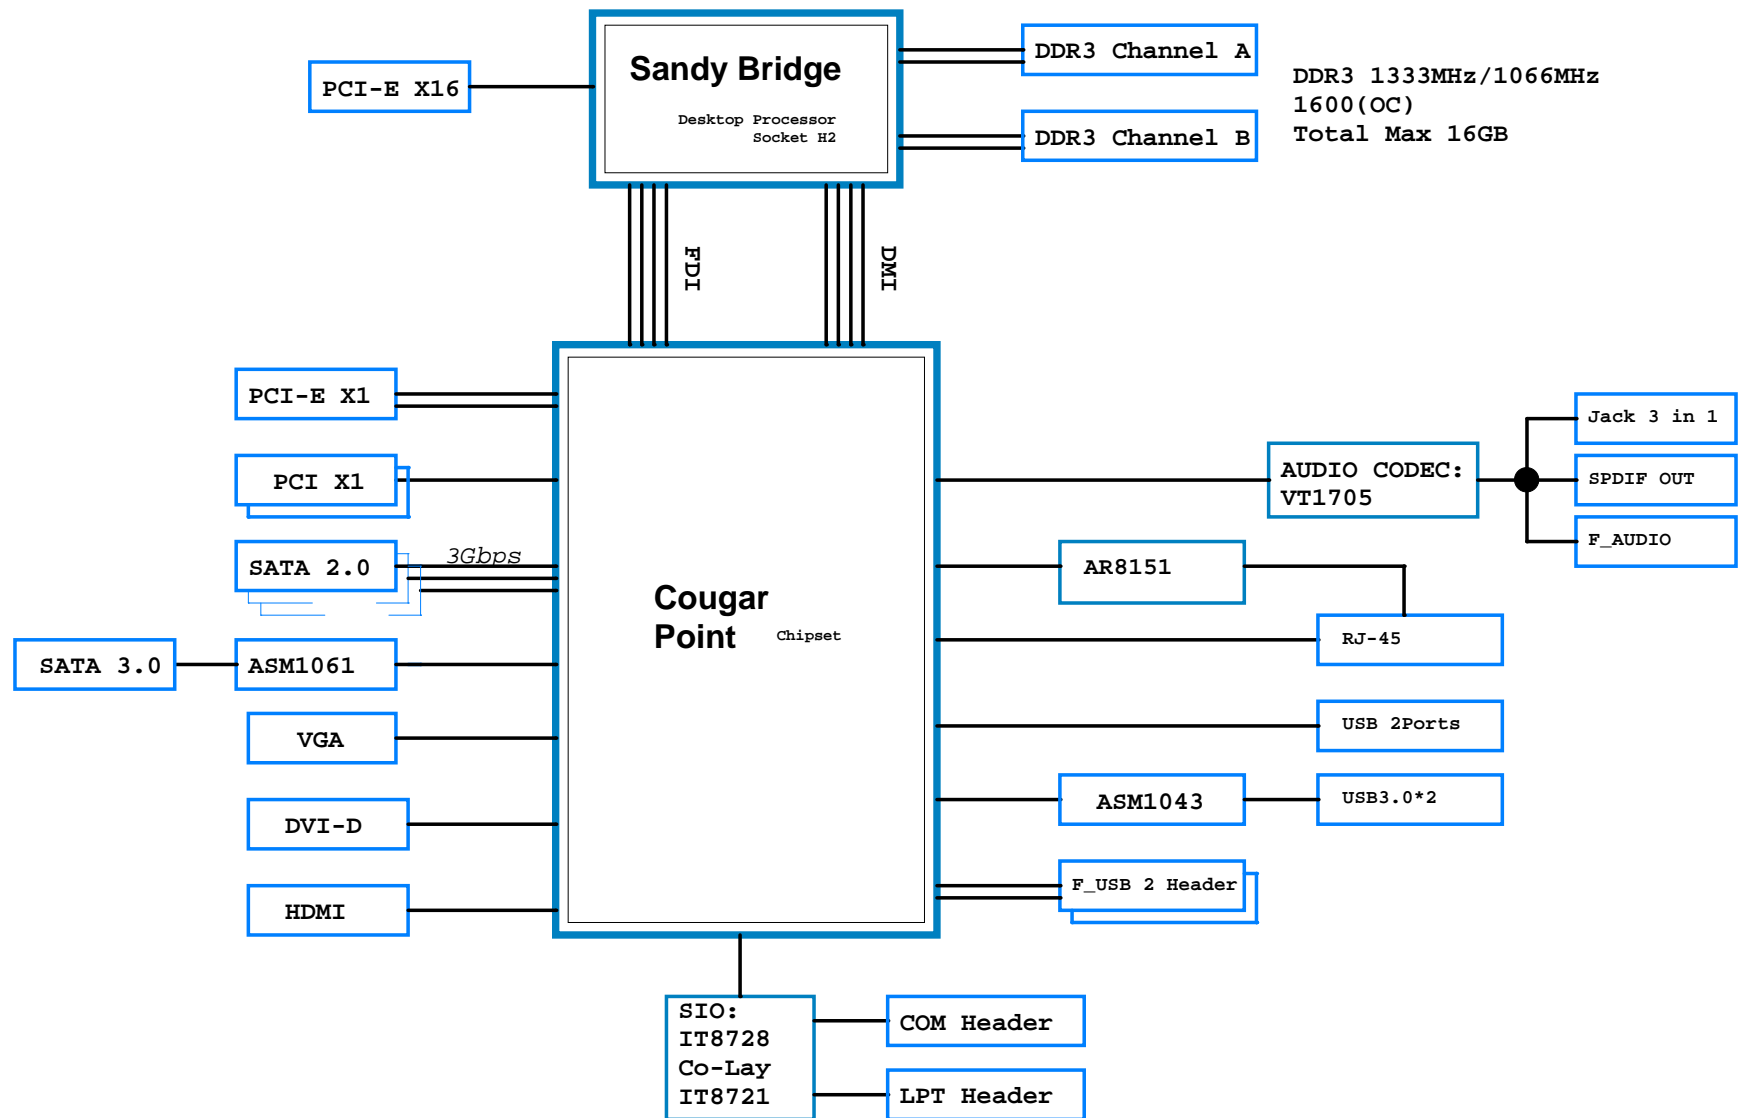 Sandy Bridge
Desktop Processor
Socket H2
PCI-E X16
DDR3 Channel A
DDR3 Channel B
DDR3 1333MHz/1066MHz
1600(OC)
Total Max 16GB
FDI
DMI
PCI-E X1
PCI X1
SATA 2.0
3Gbps
SATA 3.0
ASM1061
VGA
DVI-D
HDMI
Cougar
Point
Chipset
AUDIO CODEC:
VT1705
Jack 3 in 1
SPDIF OUT
F_AUDIO
AR8151
RJ-45
USB 2Ports
ASM1043
USB3.0*2
F_USB 2 Header
SIO:
IT8728
Co-Lay
IT8721
COM Header
LPT Header